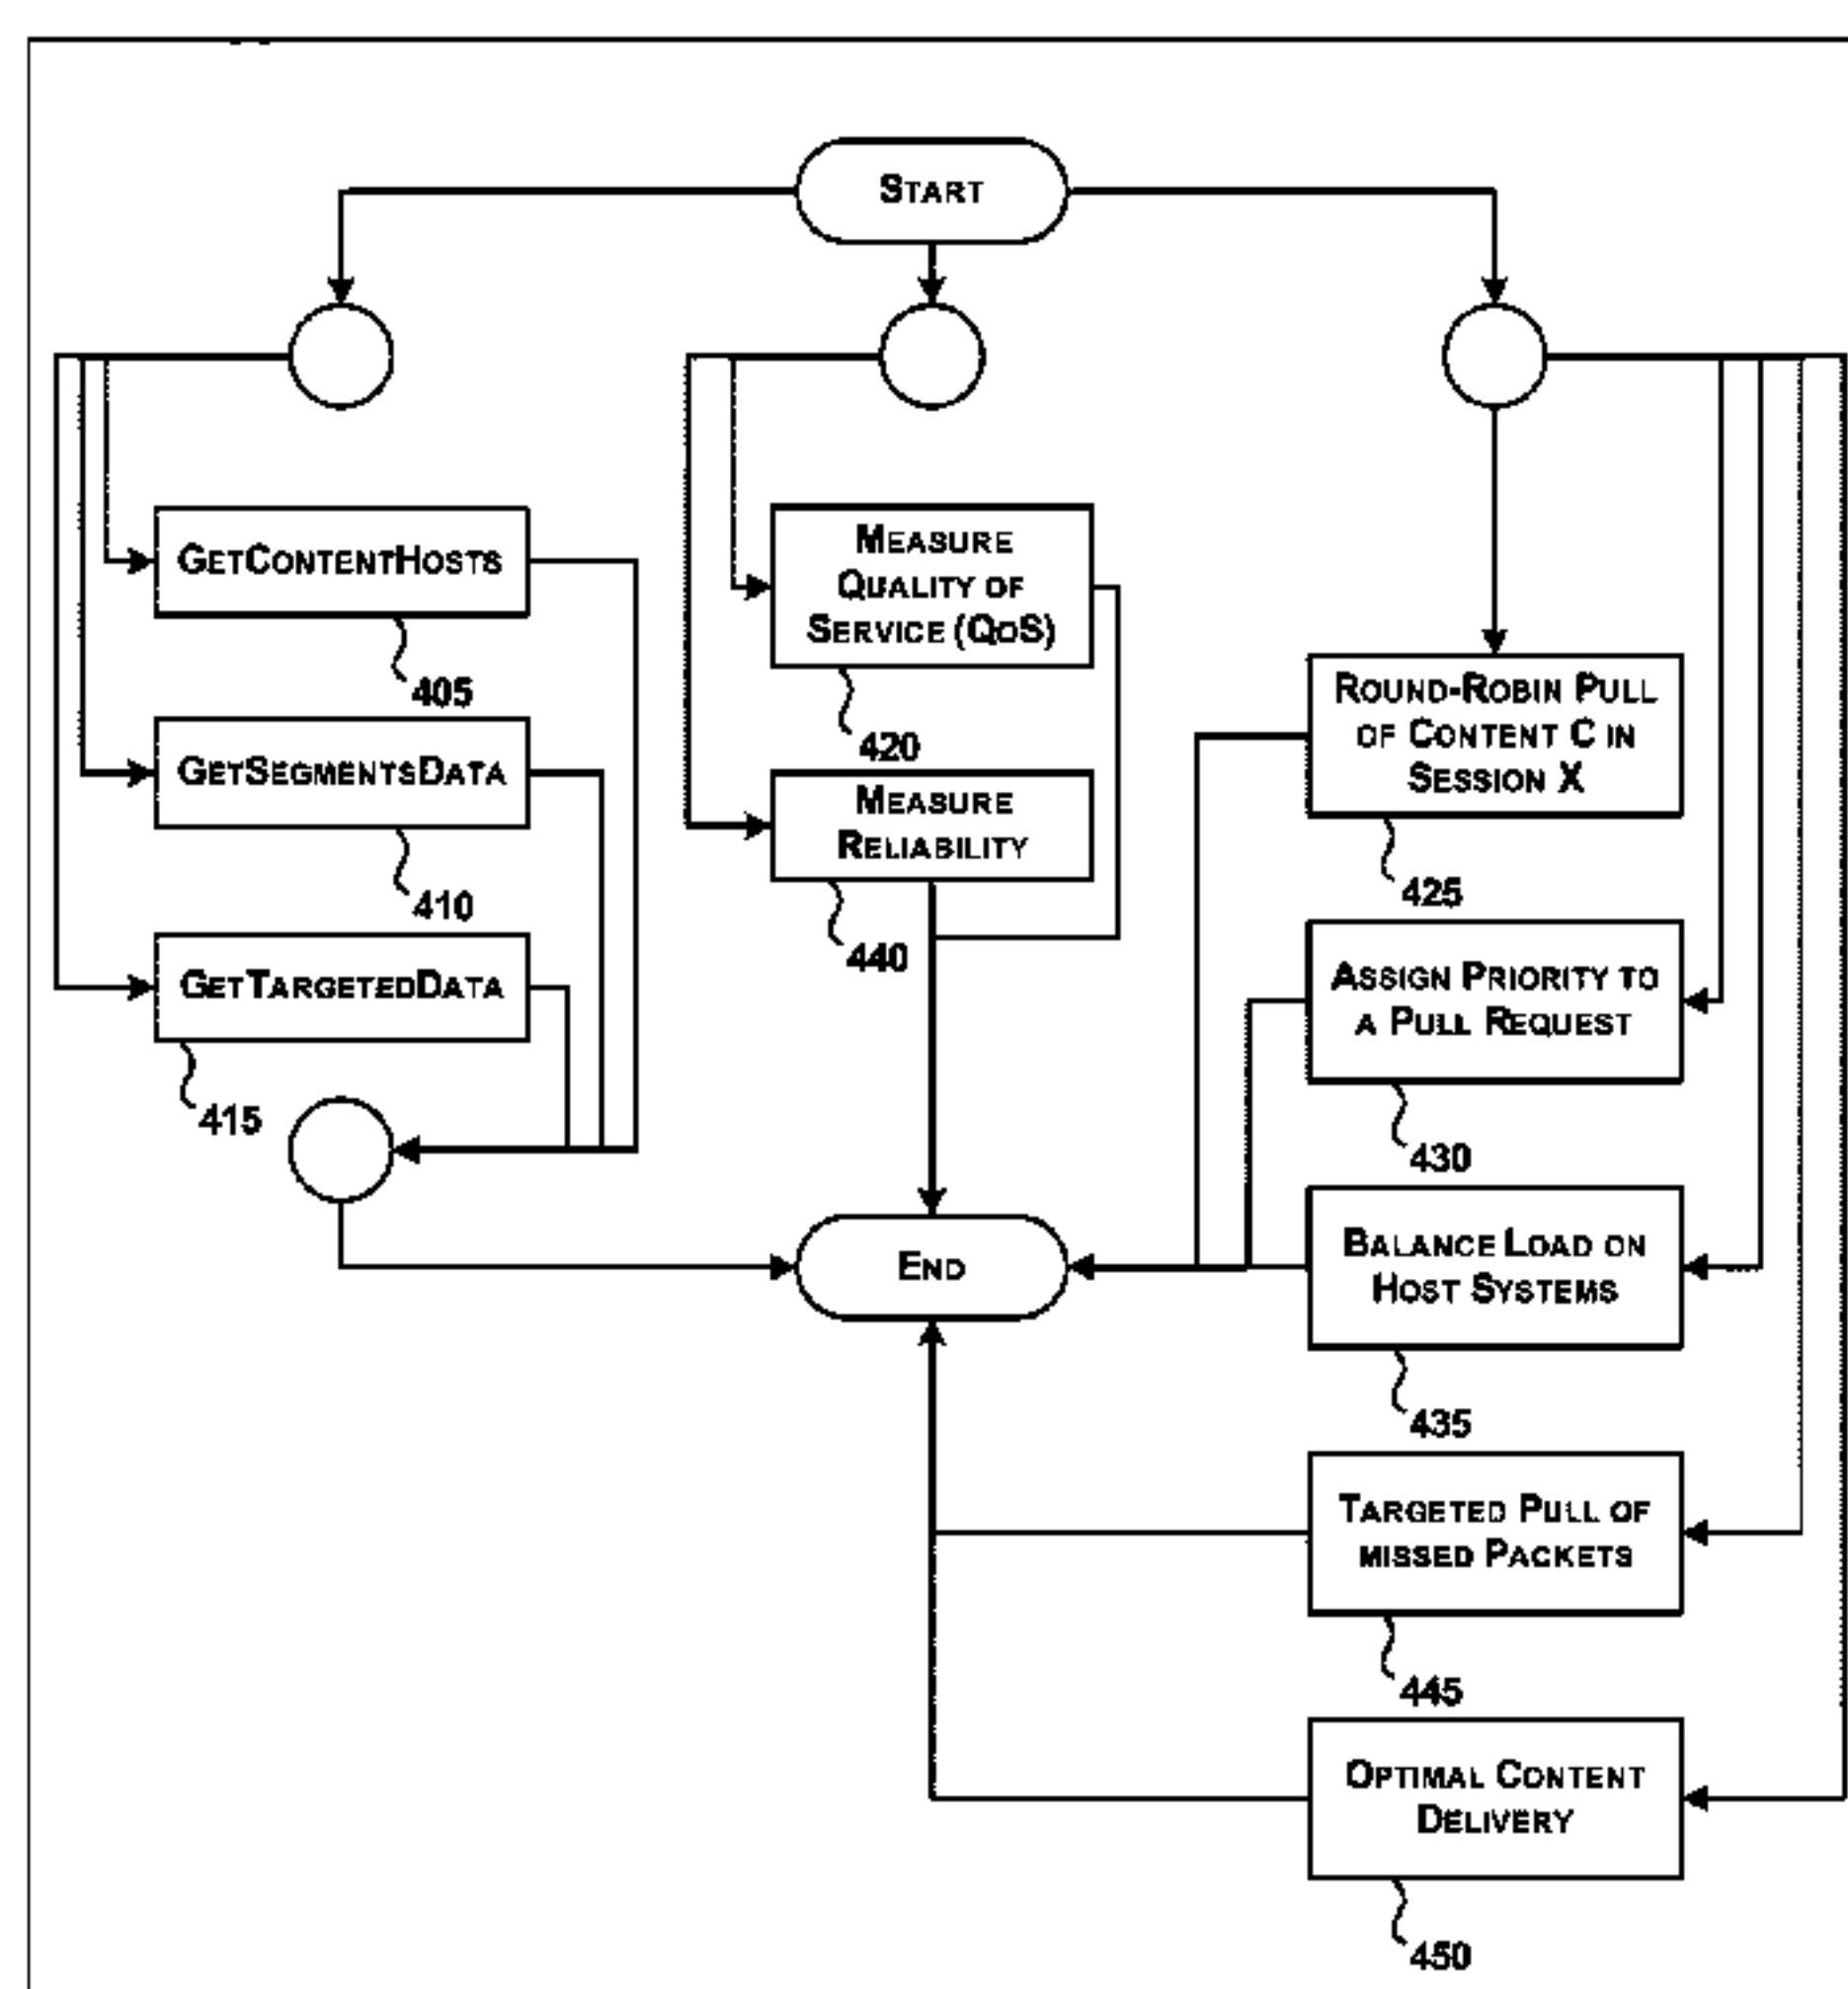 START
GETCONTENTHOSTS
405
GETSEGMENTSDATA
410
GETTARGETEDDATA
415
MEASURE
QUALITY OF
SERVICE (QOS)
420
MEASURE
RELIABILITY
440
ROUND-ROBIN PULL
OF CONTENT C IN
SESSION X
425
ASSIGN PRIORITY TO
A PULL REQUEST
430
BALANCE LOAD ON
HOST SYSTEMS
435
TARGETED PULL OF
MISSED PACKETS
445
OPTIMAL CONTENT
DELIVERY
450
END